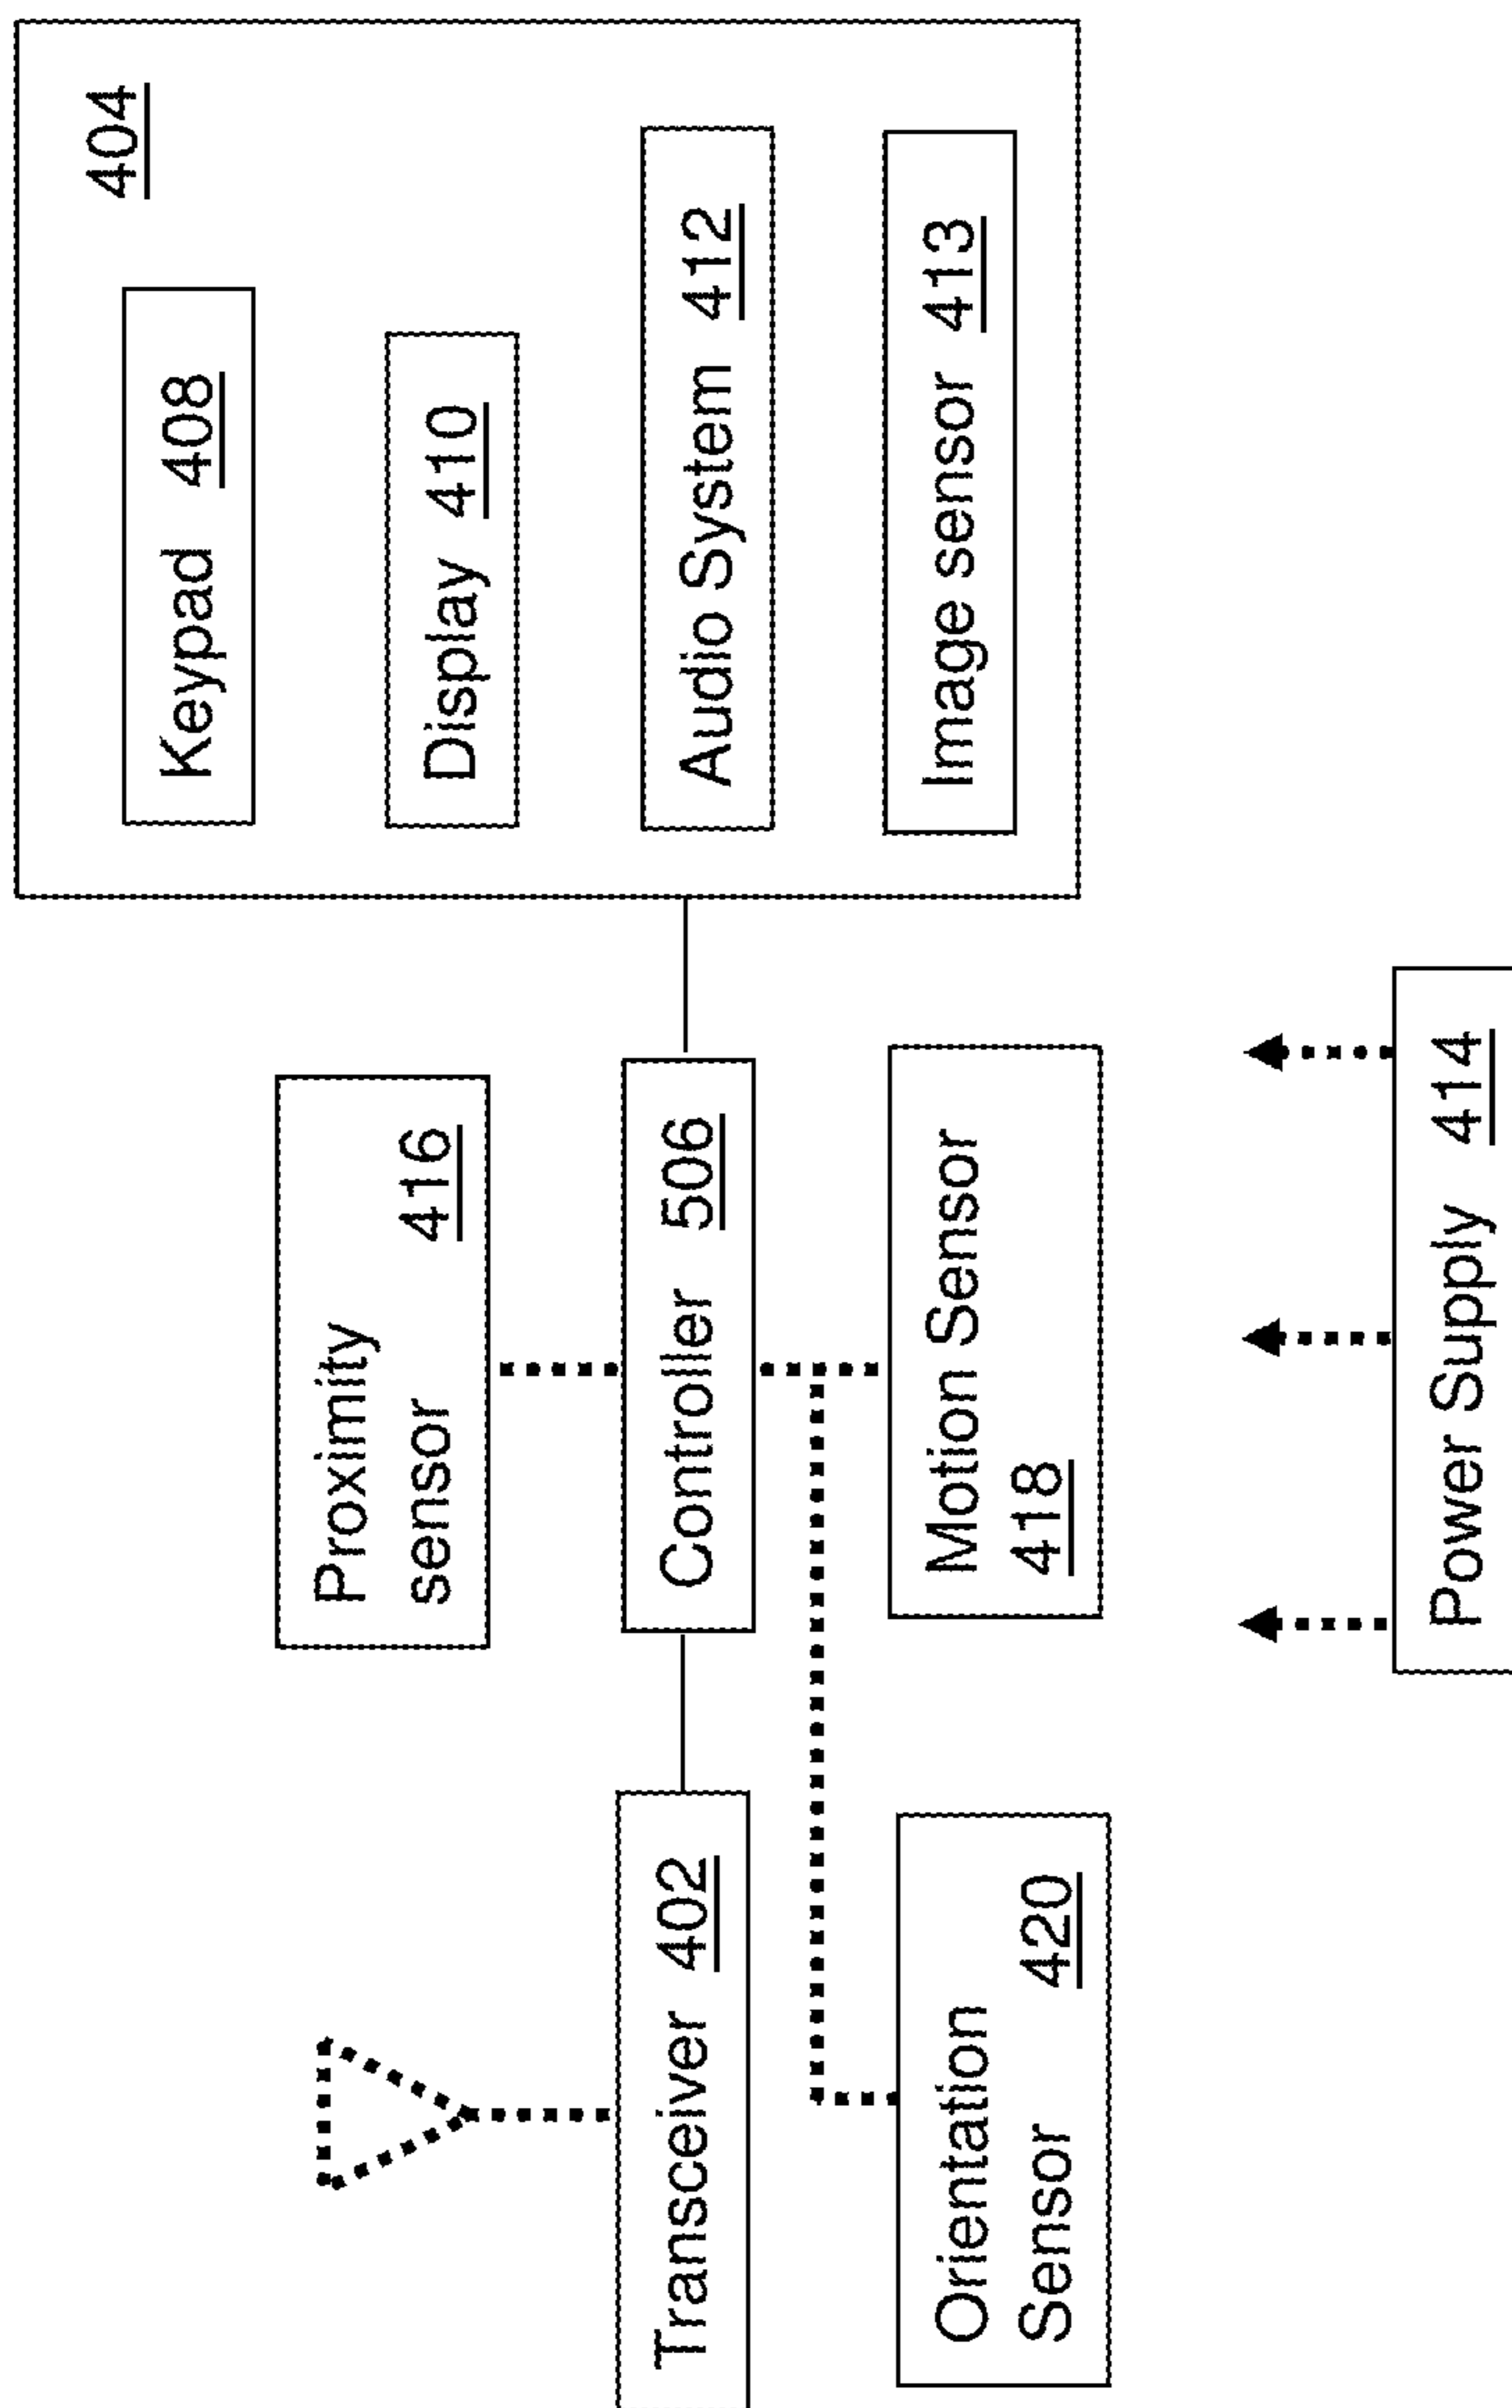 404
Keypad 408
Display 410
Audio System 412
Image sensor 413
Proximity
sensor 416
Controller 506
Motion Sensor
418
Transceiver 402
Orientation
Sensor 420
Power Supply 414